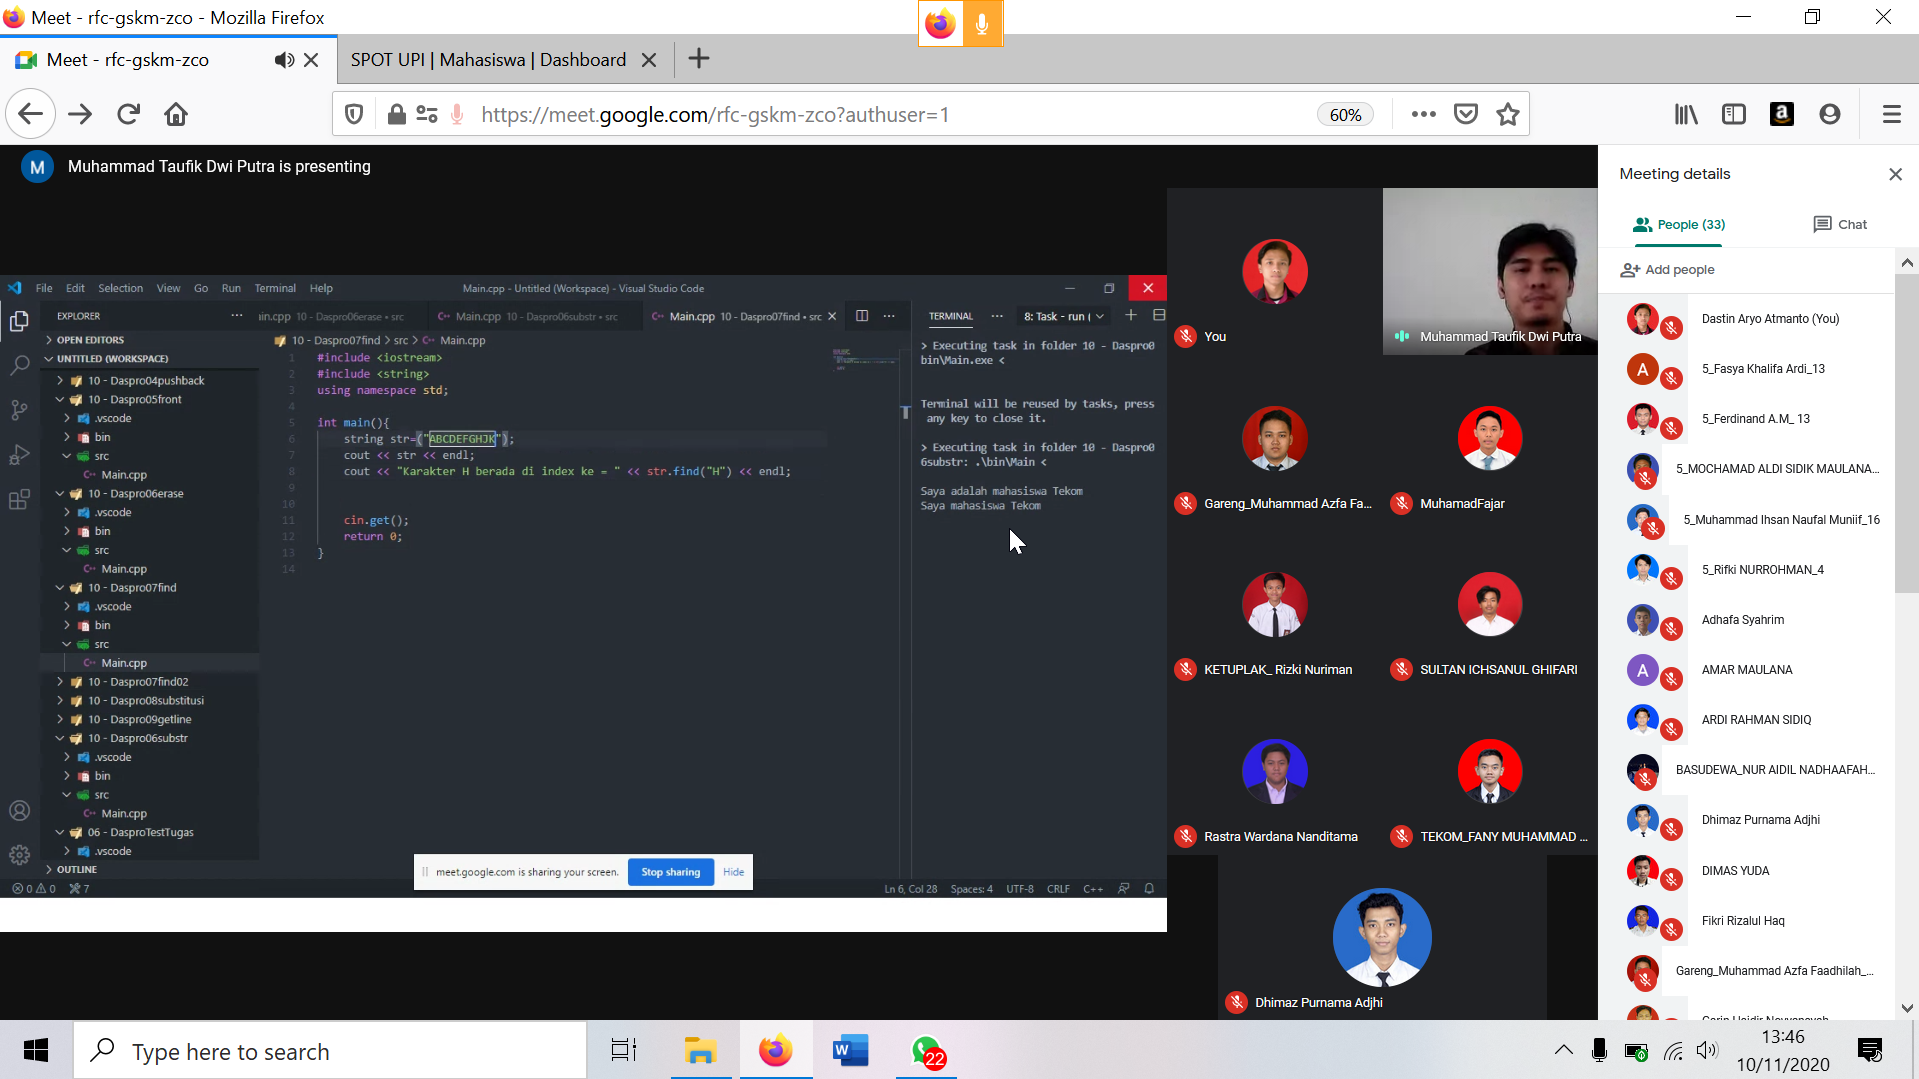 Meet - rfc-gskm-zco - Mozilla Firefox
Meet - rfc-gskm-zco
SPOT UPI | Mahasiswa | Dashboard
https://meet.google.com/rfc-gskm-zco?authuser=1
60%
M
Muhammad Taufik Dwi Putra is presenting
File Edit Selection View Go Run Terminal Help
Main.cpp - Untitled (Workspace) - Visual Studio Code
EXPLORER
OPEN EDITORS
UNTITLED (WORKSPACE)
10 - Daspro04pushback
10 - Daspro05front
.vscode
bin
src
Main.cpp
10 - Daspro06erase
.vscode
bin
src
Main.cpp
10 - Daspro07find
.vscode
bin
src
Main.cpp
10 - Daspro07find02
10 - Daspro08substitusi
10 - Daspro09getline
10 - Daspro06substr
.vscode
bin
src
Main.cpp
06 - DasproTestTugas
.vscode
OUTLINE
0 0 7
10 - Daspro06erase • src
Main.cpp 10 - Daspro06substr • src
Main.cpp 10 - Daspro07find • src
10 - Daspro07find > src > Main.cpp
1 #include <iostream>
2 #include <string>
3 using namespace std;
4
5 int main(){
6 string str=("ABCDEFGHJK");
7 cout << str << endl;
8 cout << "Karakter H berada di index ke = " << str.find("H") << endl;
9
10
11 cin.get();
12 return 0;
13 }
14
TERMINAL
8: Task - run (
> Executing task in folder 10 - Daspro0
bin\Main.exe <
Terminal will be reused by tasks, press
any key to close it.
> Executing task in folder 10 - Daspro0
6substr: .\bin\Main <
Saya adalah mahasiswa Tekom
Saya mahasiswa Tekom
meet.google.com is sharing your screen.
Stop sharing
Hide
Ln 6, Col 28 Spaces: 4 UTF-8 CRLF C++
You
Muhammad Taufik Dwi Putra
Gareng_Muhammad Azfa Fa...
MuhamadFajar
KETUPLAK_ Rizki Nuriman
SULTAN ICHSANUL GHIFARI
Rastra Wardana Nanditama
TEKOM_FANY MUHAMMAD ...
Dhimaz Purnama Adjhi
Meeting details
People (33)
Chat
Add people
Dastin Aryo Atmanto (You)
A
5_Fasya Khalifa Ardi_13
5_Ferdinand A.M_ 13
5_MOCHAMAD ALDI SIDIK MAULANA...
5_Muhammad Ihsan Naufal Muniif_16
5_Rifki NURROHMAN_4
Adhafa Syahrim
A
AMAR MAULANA
ARDI RAHMAN SIDIQ
BASUDEWA_NUR AIDIL NADHAAFAH...
Dhimaz Purnama Adjhi
DIMAS YUDA
Fikri Rizalul Haq
Gareng_Muhammad Azfa Faadhilah_...
Type here to search
22
13:46
10/11/2020